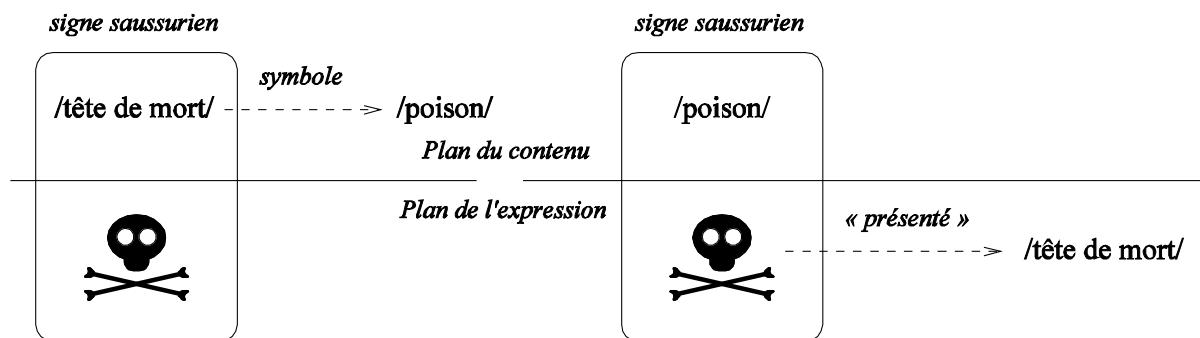 signe saussurien
symbole
/tête de mort/
/poison/
Plan du contenu
Plan de l'expression
signe saussurien
/poison/
« présenté »
/tête de mort/